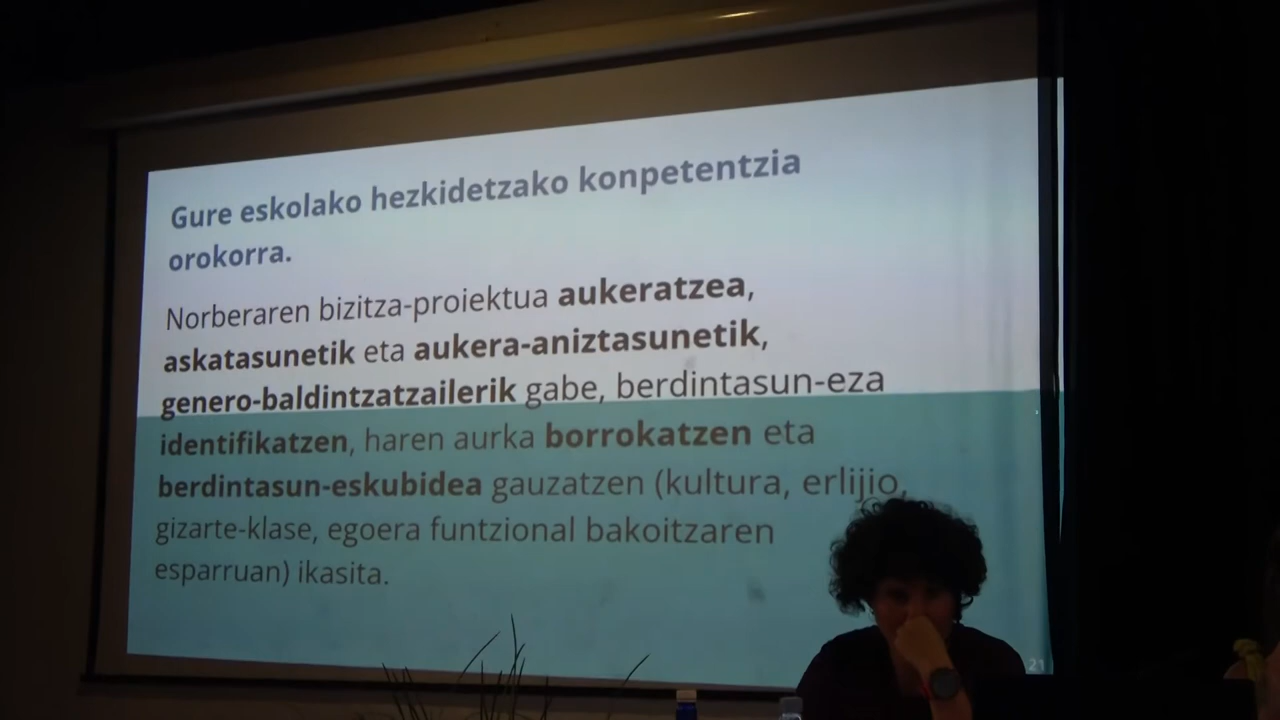 Gure eskolako hezkidetzako konpetentzia
orokorra.
Norberaren bizitza-proiektua aukeratzea,
askatasunetik eta aukera-aniztasunetik,
genero-baldintzatzailerik gabe, berdintasun-eza
identifikatzen, haren aurka borrokatzen eta
berdintasun-eskubidea gauzatzen (kultura, erlijio,
gizarte-klase, egoera funtzional bakoitzaren
esparruan) ikasita.
21